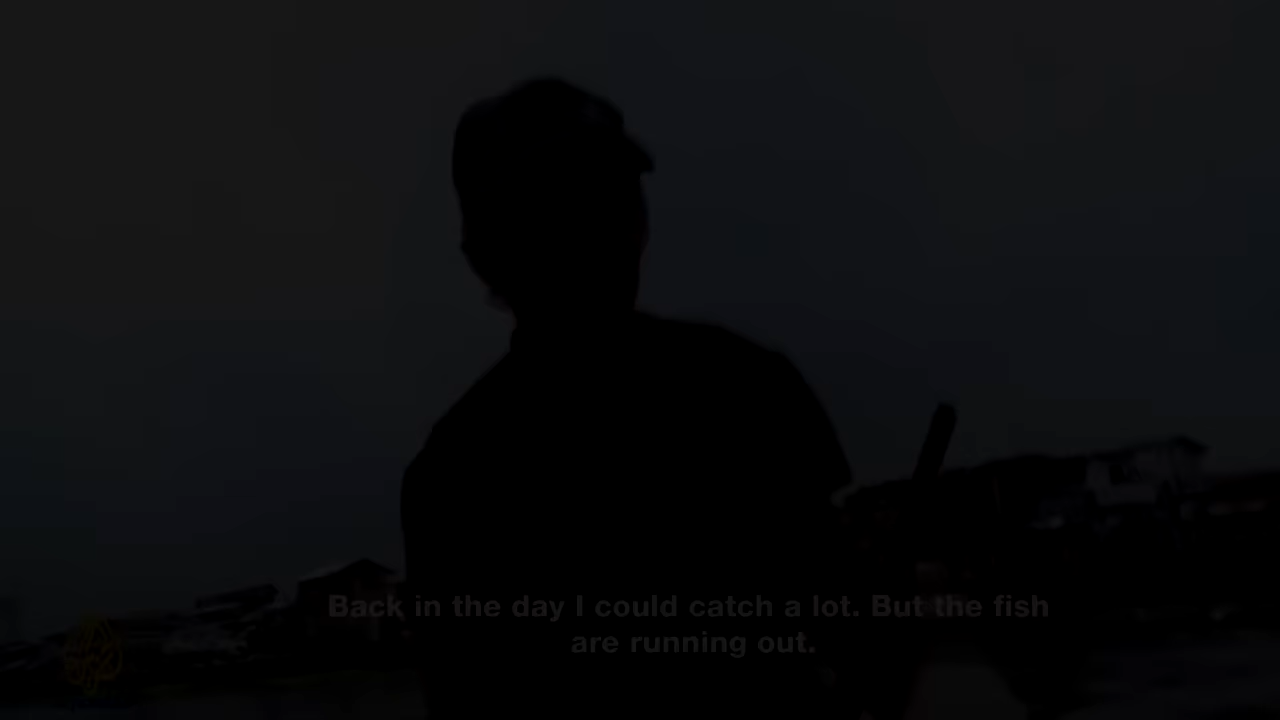 Back in the day I could catch a lot. But the fish
are running out.